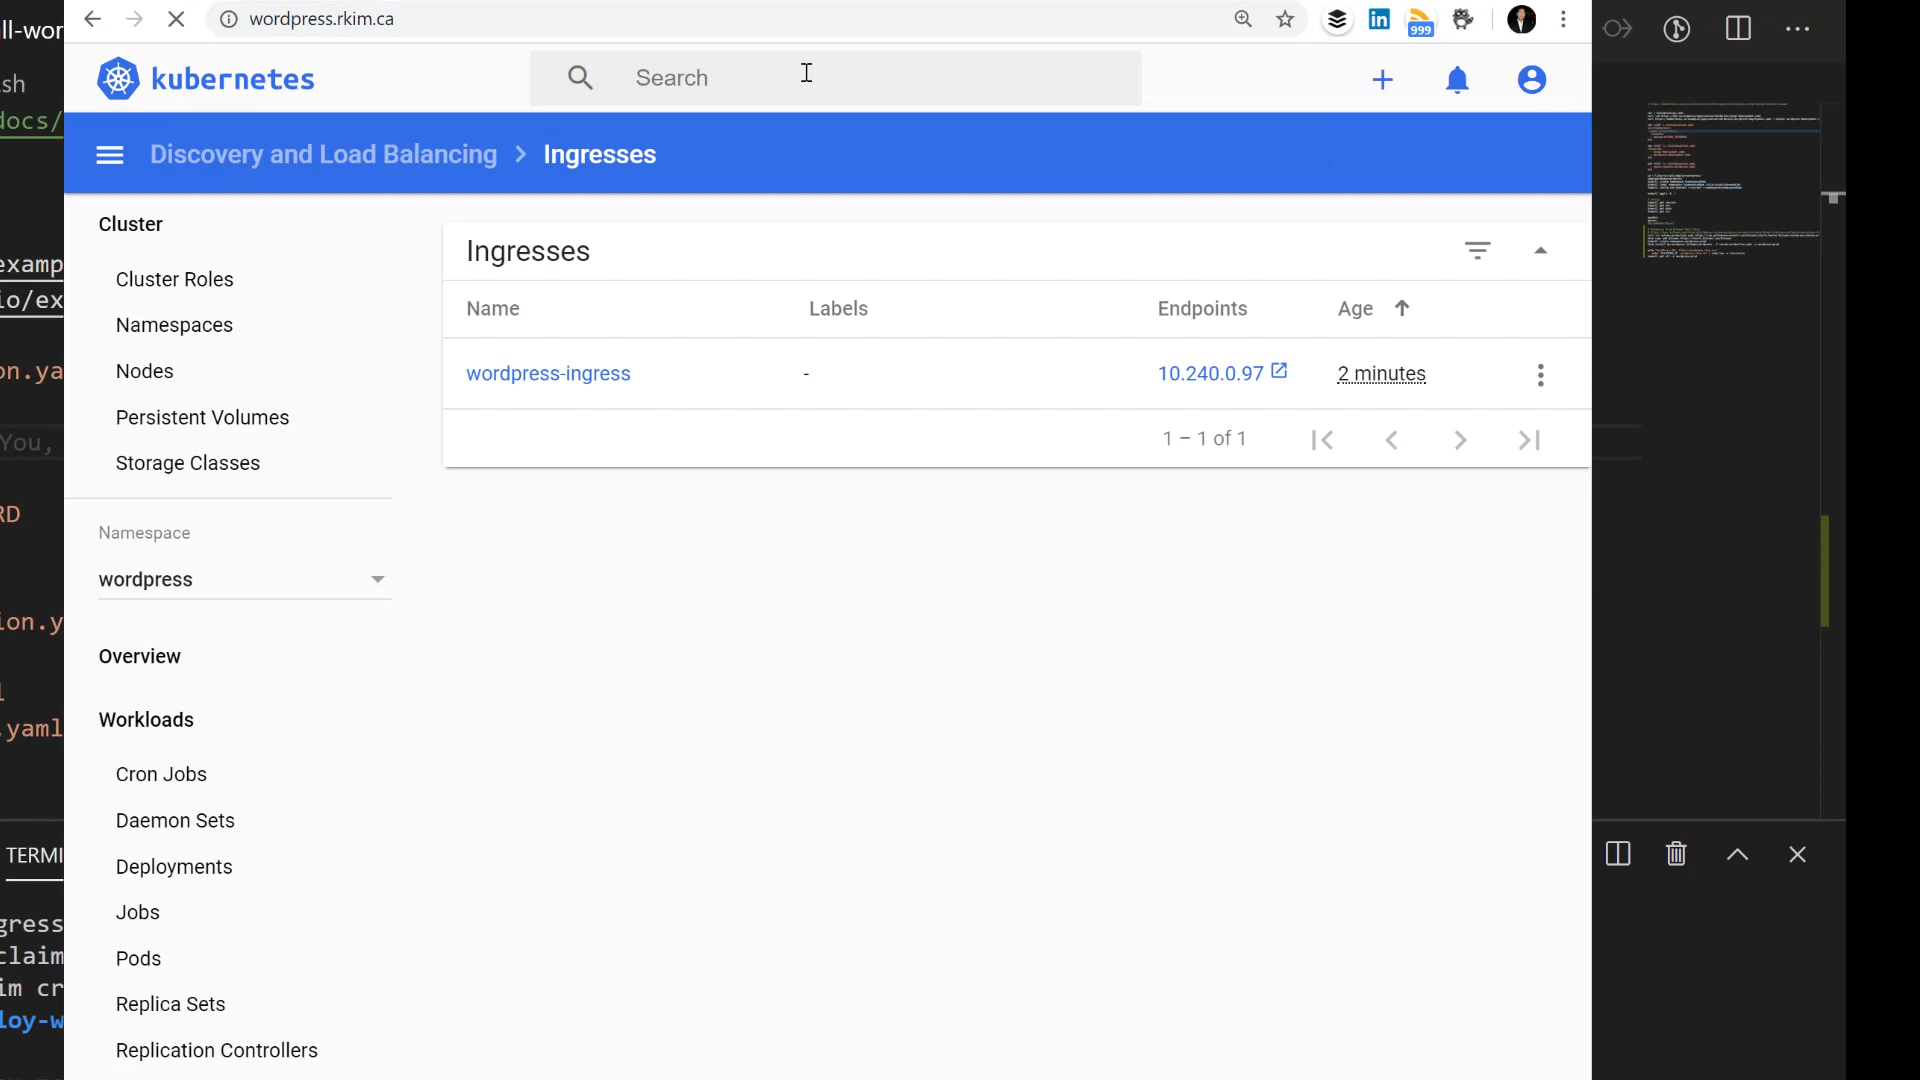 ll-wor
wordpress.rkim.ca
999
sh
docs/
kubernetes
Search
Discovery and Load Balancing > Ingresses
Cluster
Cluster Roles
Namespaces
Nodes
Persistent Volumes
Storage Classes
Namespace
wordpress
Overview
Workloads
Cron Jobs
Daemon Sets
Deployments
Jobs
Pods
Replica Sets
Replication Controllers
Ingresses
Name Labels Endpoints Age
wordpress-ingress - 10.240.0.97 2 minutes
1 – 1 of 1
examp
io/ex
on.ya
You,
RD
ion.y
l
.yaml
TERMI
gress
claim
im cr
loy-w